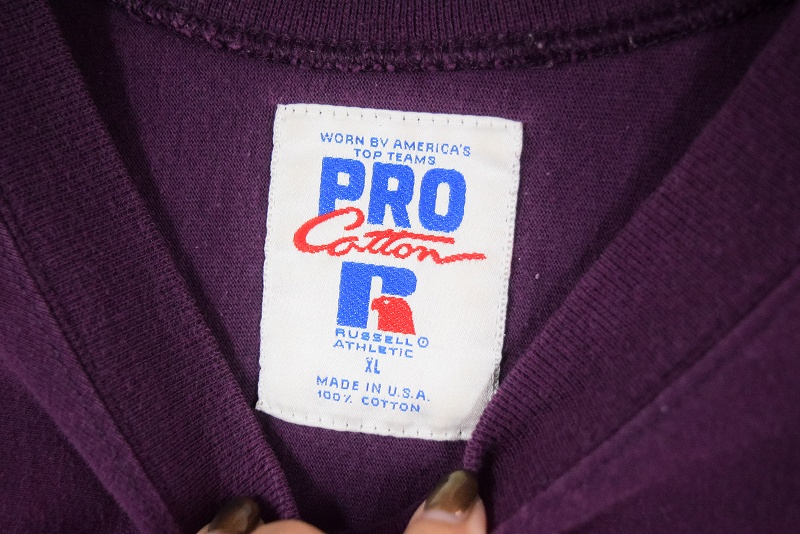 WORN BY AMERICA'S
TOP TEAMS
PRO
Cotton
R
RUSSELL ®
ATHLETIC
XL
MADE IN U.S.A.
100% COTTON